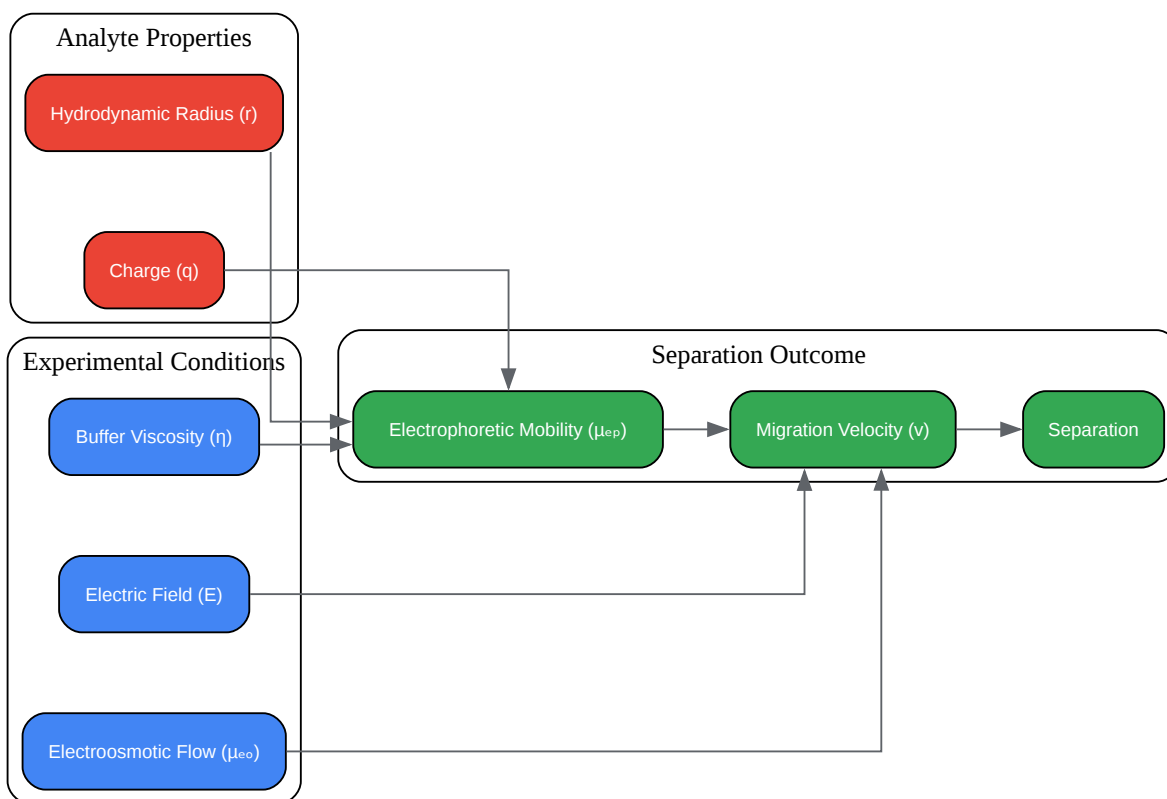 Analyte Properties
Hydrodynamic Radius (r)
Charge (q)
Experimental Conditions
Buffer Viscosity (η)
Electric Field (E)
Electroosmotic Flow (μₑₒ)
Separation Outcome
Electrophoretic Mobility (μₑₚ)
Migration Velocity (v)
Separation